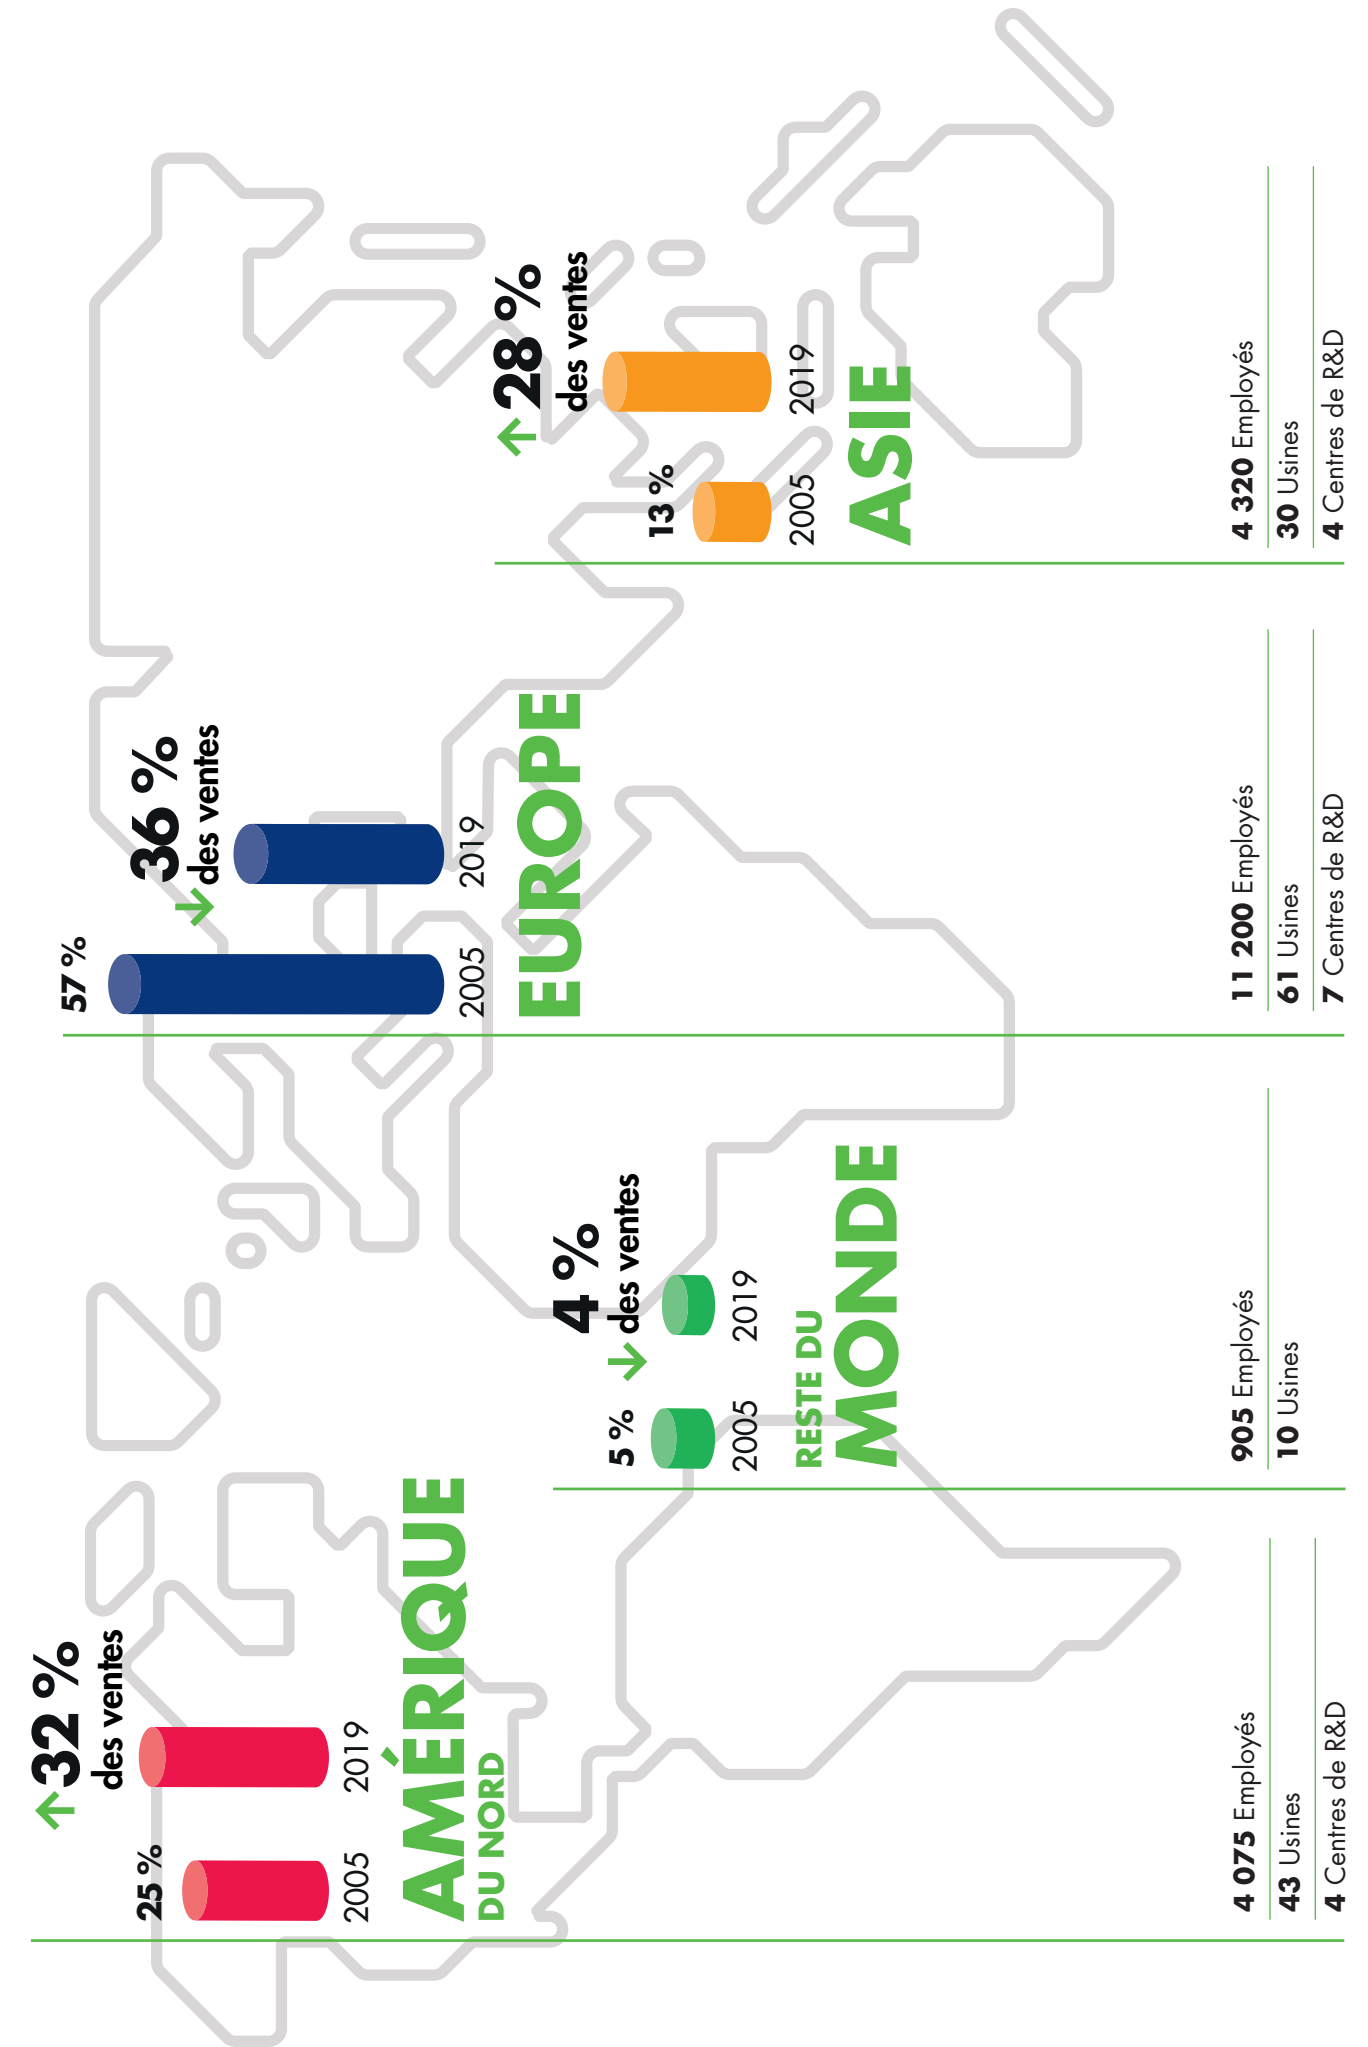 32 %
des ventes
25 %
2005
2019
AMÉRIQUE
DU NORD
4 075 Employés
43 Usines
4 Centres de R&D
4 %
des ventes
5 %
2005
2019
RESTE DU
MONDE
905 Employés
10 Usines
57 %
36 %
des ventes
2005
2019
EUROPE
11 200 Employés
61 Usines
7 Centres de R&D
28 %
des ventes
13 %
2005
2019
ASIE
4 320 Employés
30 Usines
4 Centres de R&D